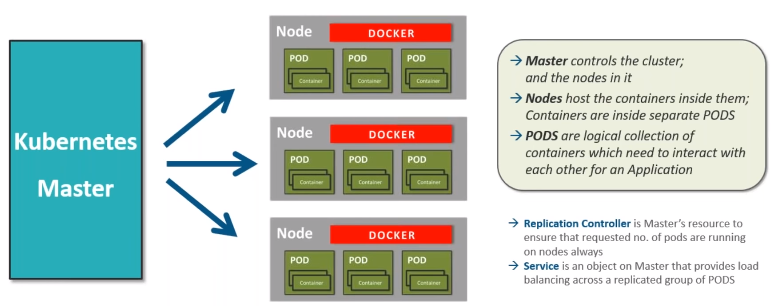 Kubernetes
Master
Node
DOCKER
POD
POD
POD
Container
Container
Container
Node
DOCKER
POD
POD
POD
Container
Container
Container
Node
DOCKER
POD
POD
POD
Container
Container
Container
→ Master controls the cluster;
and the nodes in it
→ Nodes host the containers inside them;
Containers are inside separate PODS
→ PODS are logical collection of
containers which need to interact with
each other for an Application
→ Replication Controller is Master's resource to
ensure that requested no. of pods are running
on nodes always
→ Service is an object on Master that provides load
balancing across a replicated group of PODS